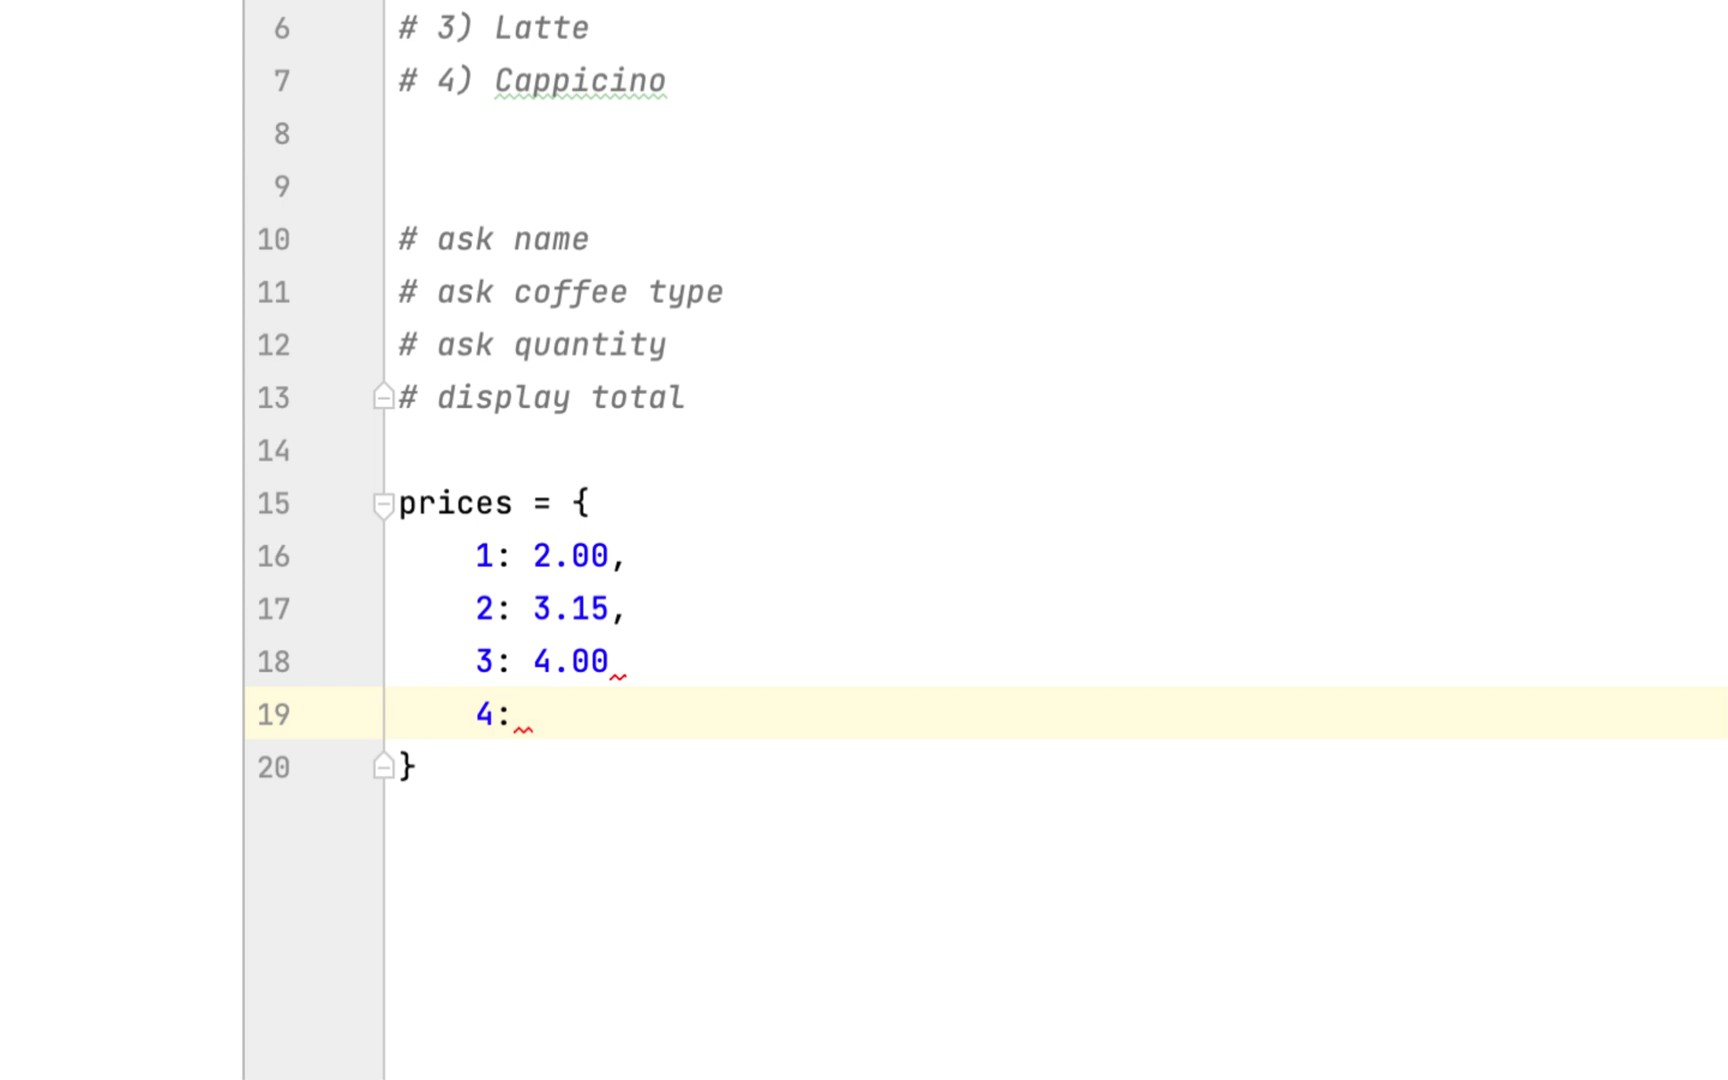 6 # 3) Latte
7 # 4) Cappicino
8
9
10 # ask name
11 # ask coffee type
12 # ask quantity
13 # display total
14
15 prices = {
16     1: 2.00,
17     2: 3.15,
18     3: 4.00
19     4:
20 }